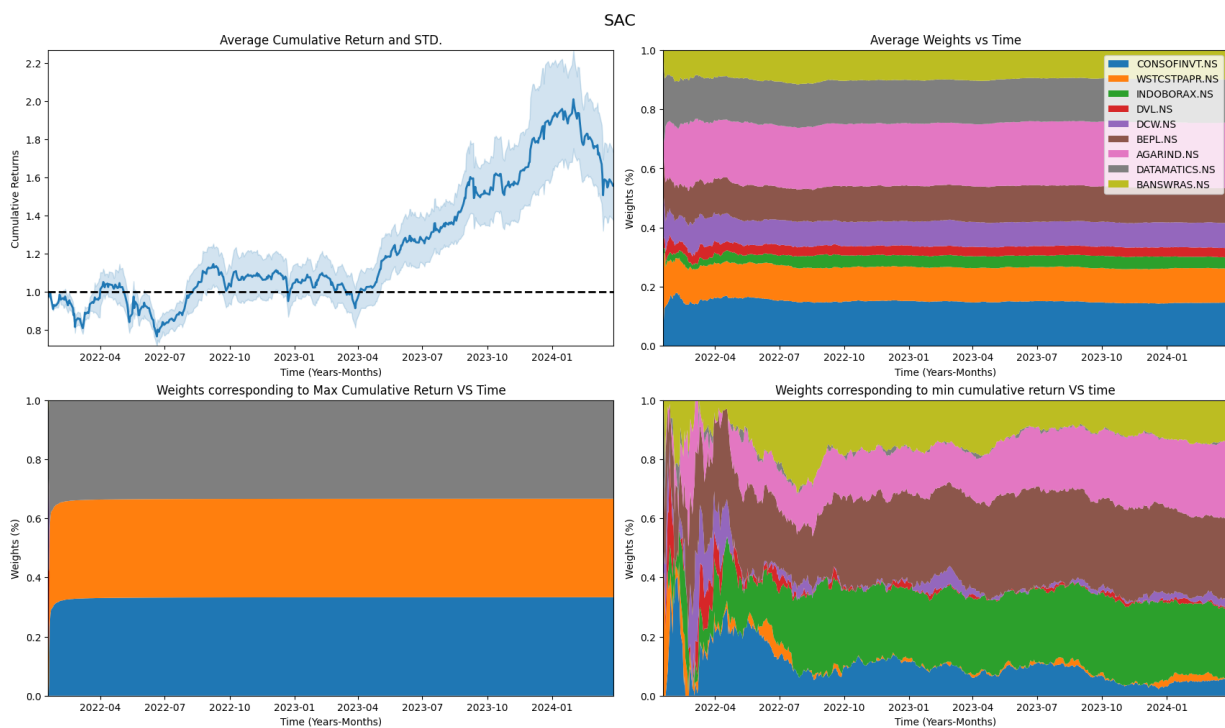 SAC
Average Cumulative Return and STD.
Cumulative Returns
2.2
2.0
1.8
1.6
1.4
1.2
1.0
0.8
2022-04 2022-07 2022-10 2023-01 2023-04 2023-07 2023-10 2024-01
Time (Years-Months)
Average Weights vs Time
Weights (%)
1.0
0.8
0.6
0.4
0.2
0.0
CONSOFINVT.NS
WSTCSTPAPR.NS
INDOBORAX.NS
DVL.NS
DCW.NS
BEPL.NS
AGARIND.NS
DATAMATICS.NS
BANSWRAS.NS
2022-04 2022-07 2022-10 2023-01 2023-04 2023-07 2023-10 2024-01
Time (Years-Months)
Weights corresponding to Max Cumulative Return VS Time
Weights (%)
1.0
0.8
0.6
0.4
0.2
0.0
2022-04 2022-07 2022-10 2023-01 2023-04 2023-07 2023-10 2024-01
Time (Years-Months)
Weights corresponding to min cumulative return VS time
Weights (%)
1.0
0.8
0.6
0.4
0.2
0.0
2022-04 2022-07 2022-10 2023-01 2023-04 2023-07 2023-10 2024-01
Time (Years-Months)